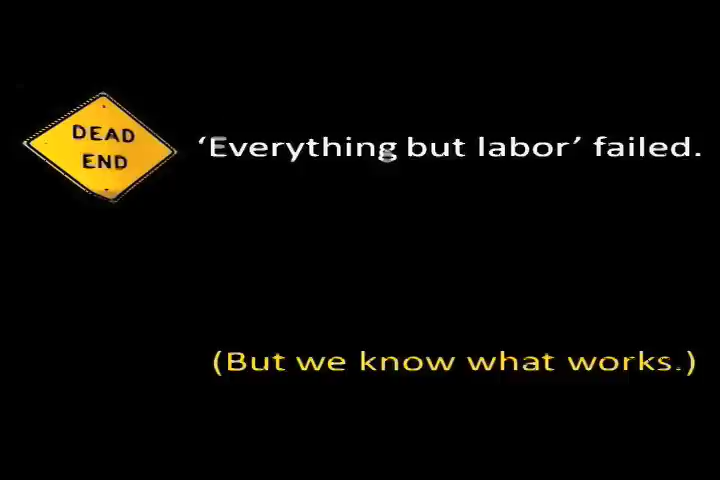 DEAD
END
‘Everything but labor’ failed.
(But we know what works.)